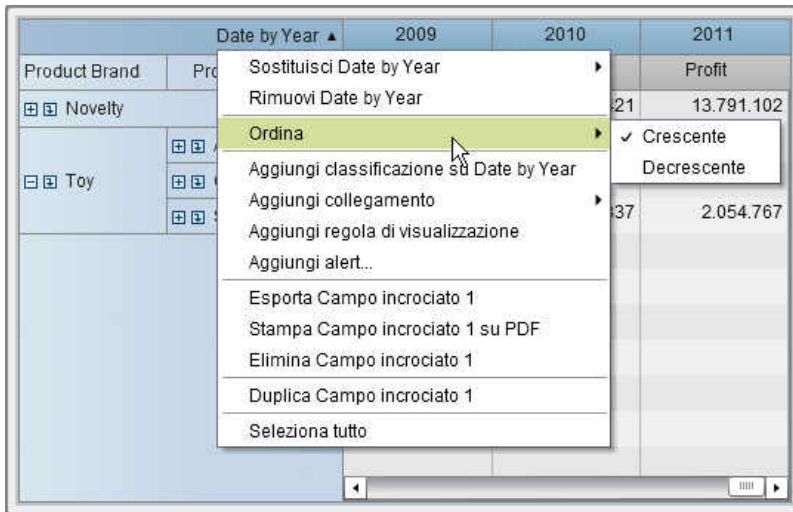 Date by Year ▲ 2009 2010 2011
Product Brand Profit
Novelty 13.791.102
Toy
2.054.767
Sostituisci Date by Year
Rimuovi Date by Year
Ordina
Aggiungi classificazione su Date by Year
Aggiungi collegamento
Aggiungi regola di visualizzazione
Aggiungi alert...
Esporta Campo incrociato 1
Stampa Campo incrociato 1 su PDF
Elimina Campo incrociato 1
Duplica Campo incrociato 1
Seleziona tutto
✓ Crescente
Decrescente